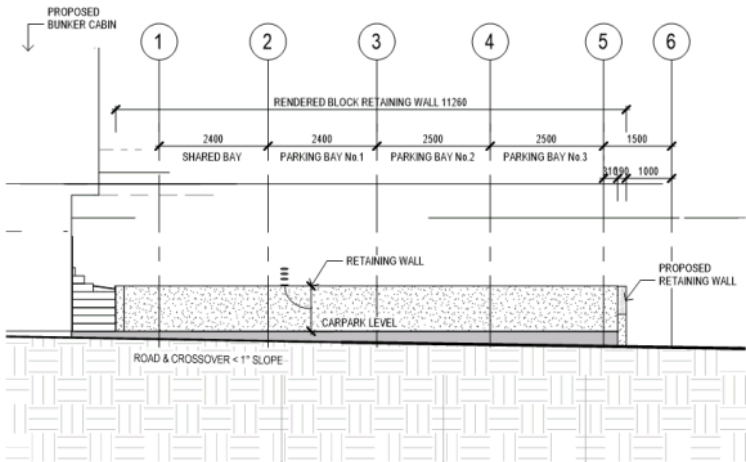 PROPOSED
BUNKER CABIN
1 2 3 4 5 6
RENDERED BLOCK RETAINING WALL 11260
2400 2400 2500 2500 1500
SHARED BAY PARKING BAY No.1 PARKING BAY No.2 PARKING BAY No.3
310 190 1000
RETAINING WALL
PROPOSED
RETAINING WALL
CARPARK LEVEL
ROAD & CROSSOVER < 1" SLOPE